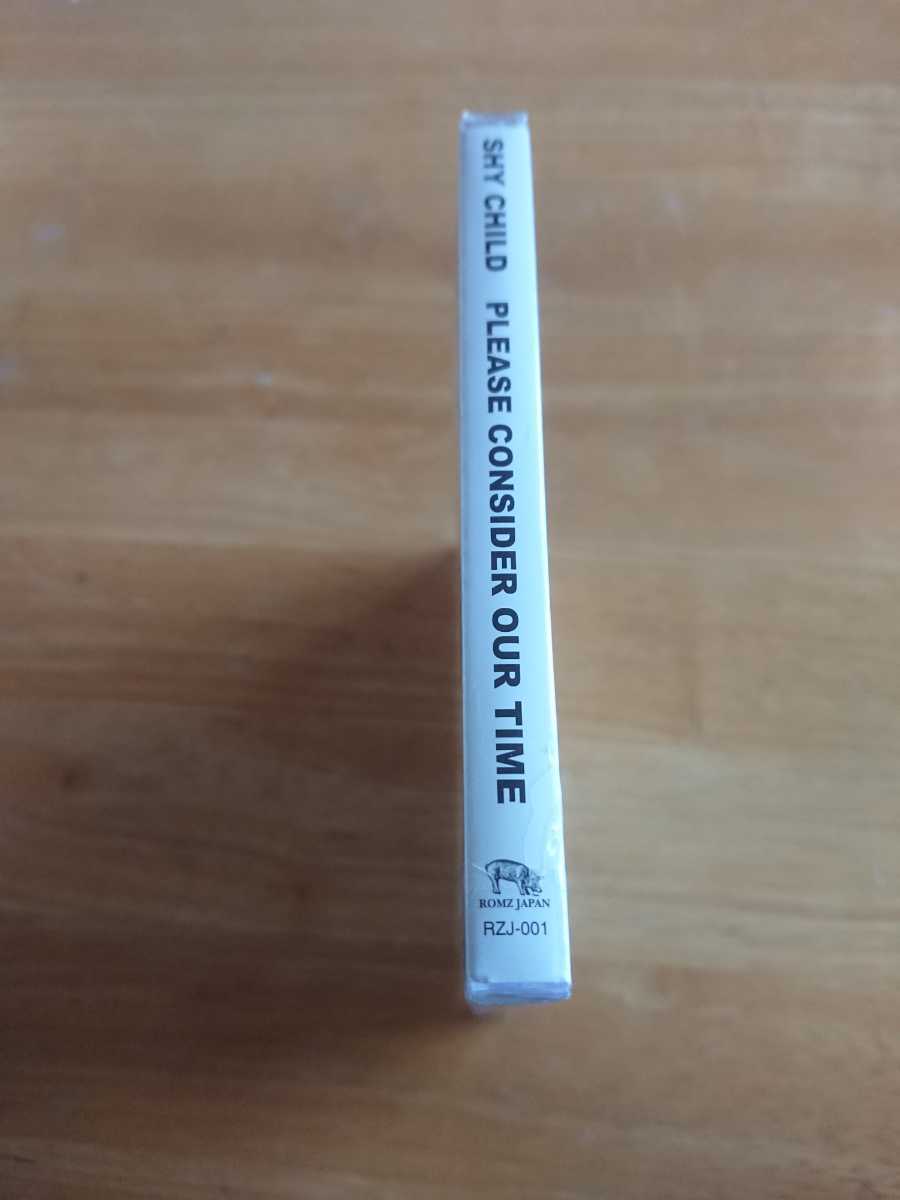 SHY CHILD PLEASE CONSIDER OUR TIME
ROMZ JAPAN
RZJ-001